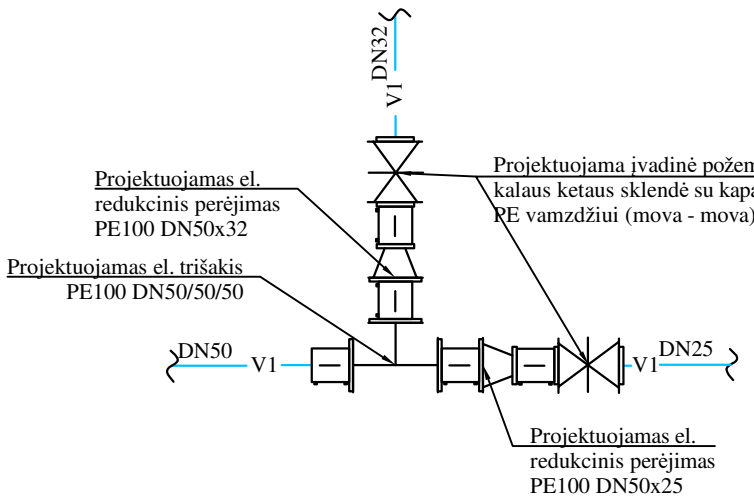 DN32
V1
Projektuojamas el.
redukcinis perėjimas
PE100 DN50x32
Projektuojama įvadinė požem
kalaus ketaus sklendė su kapa
PE vamzdžiui (mova - mova)
Projektuojamas el. trišakis
PE100 DN50/50/50
DN50
V1
V1
DN25
Projektuojamas el.
redukcinis perėjimas
PE100 DN50x25